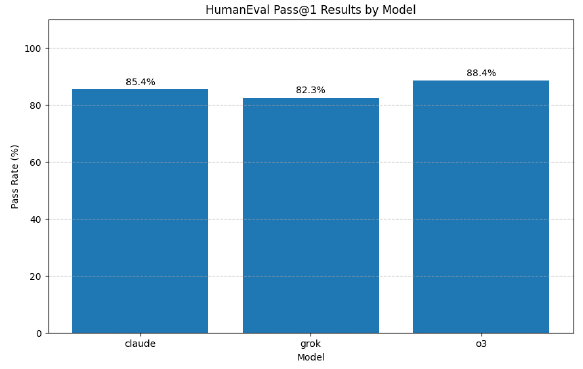 HumanEval Pass@1 Results by Model
100
80
60
40
20
0
Pass Rate (%)
85.4%
82.3%
88.4%
claude
grok
o3
Model